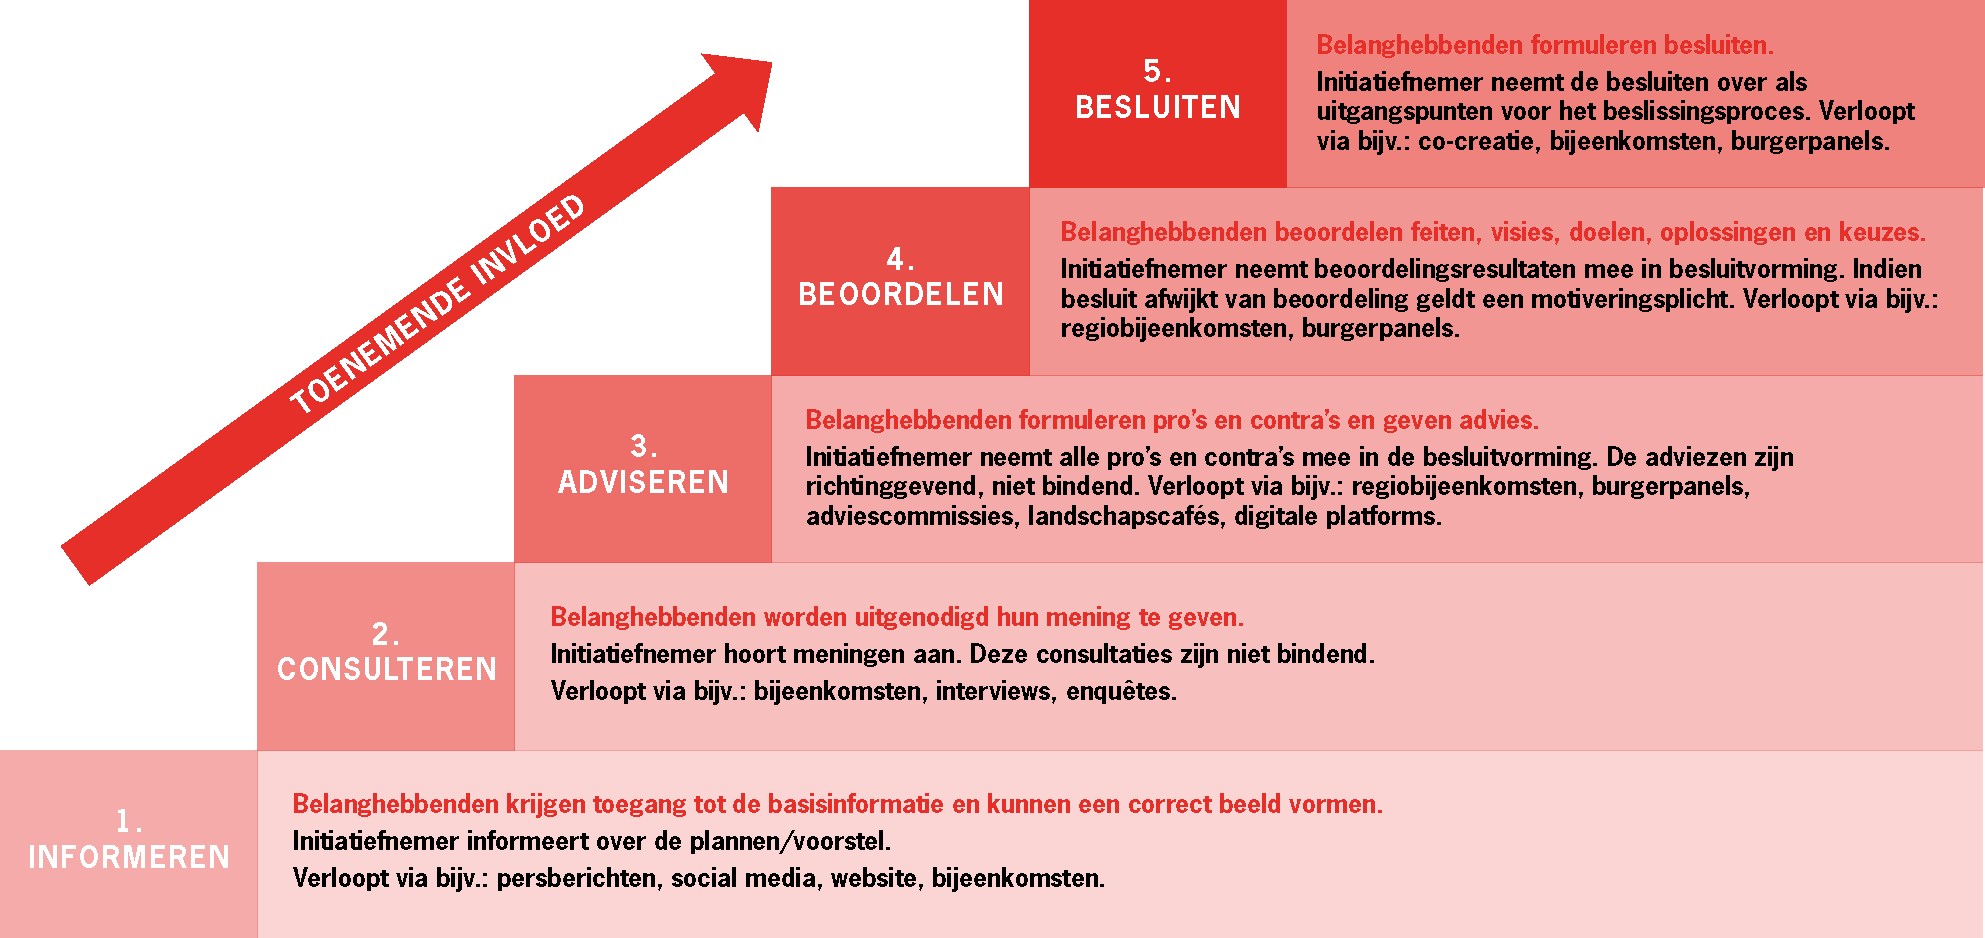 5.
BESLUITEN
Belanghebbenden formuleren besluiten.
Initiatiefnemer neemt de besluiten over als
uitgangspunten voor het beslissingsproces. Verloopt
via bijv.: co-creatie, bijeenkomsten, burgerpanels.
TOENEMENDE INVLOED
4.
BEOORDELEN
Belanghebbenden beoordelen feiten, visies, doelen, oplossingen en keuzes.
Initiatiefnemer neemt beoordelingsresultaten mee in besluitvorming. Indien
besluit afwijkt van beoordeling geldt een motiveringsplicht. Verloopt via bijv.:
regiobijeenkomsten, burgerpanels.
3.
ADVISEREN
Belanghebbenden formuleren pro’s en contra’s en geven advies.
Initiatiefnemer neemt alle pro’s en contra’s mee in de besluitvorming. De adviezen zijn
richtinggevend, niet bindend. Verloopt via bijv.: regiobijeenkomsten, burgerpanels,
adviescommissies, landschapscafés, digitale platforms.
2.
CONSULTEREN
Belanghebbenden worden uitgenodigd hun mening te geven.
Initiatiefnemer hoort meningen aan. Deze consultaties zijn niet bindend.
Verloopt via bijv.: bijeenkomsten, interviews, enquêtes.
1.
INFORMEREN
Belanghebbenden krijgen toegang tot de basisinformatie en kunnen een correct beeld vormen.
Initiatiefnemer informeert over de plannen/voorstel.
Verloopt via bijv.: persberichten, social media, website, bijeenkomsten.